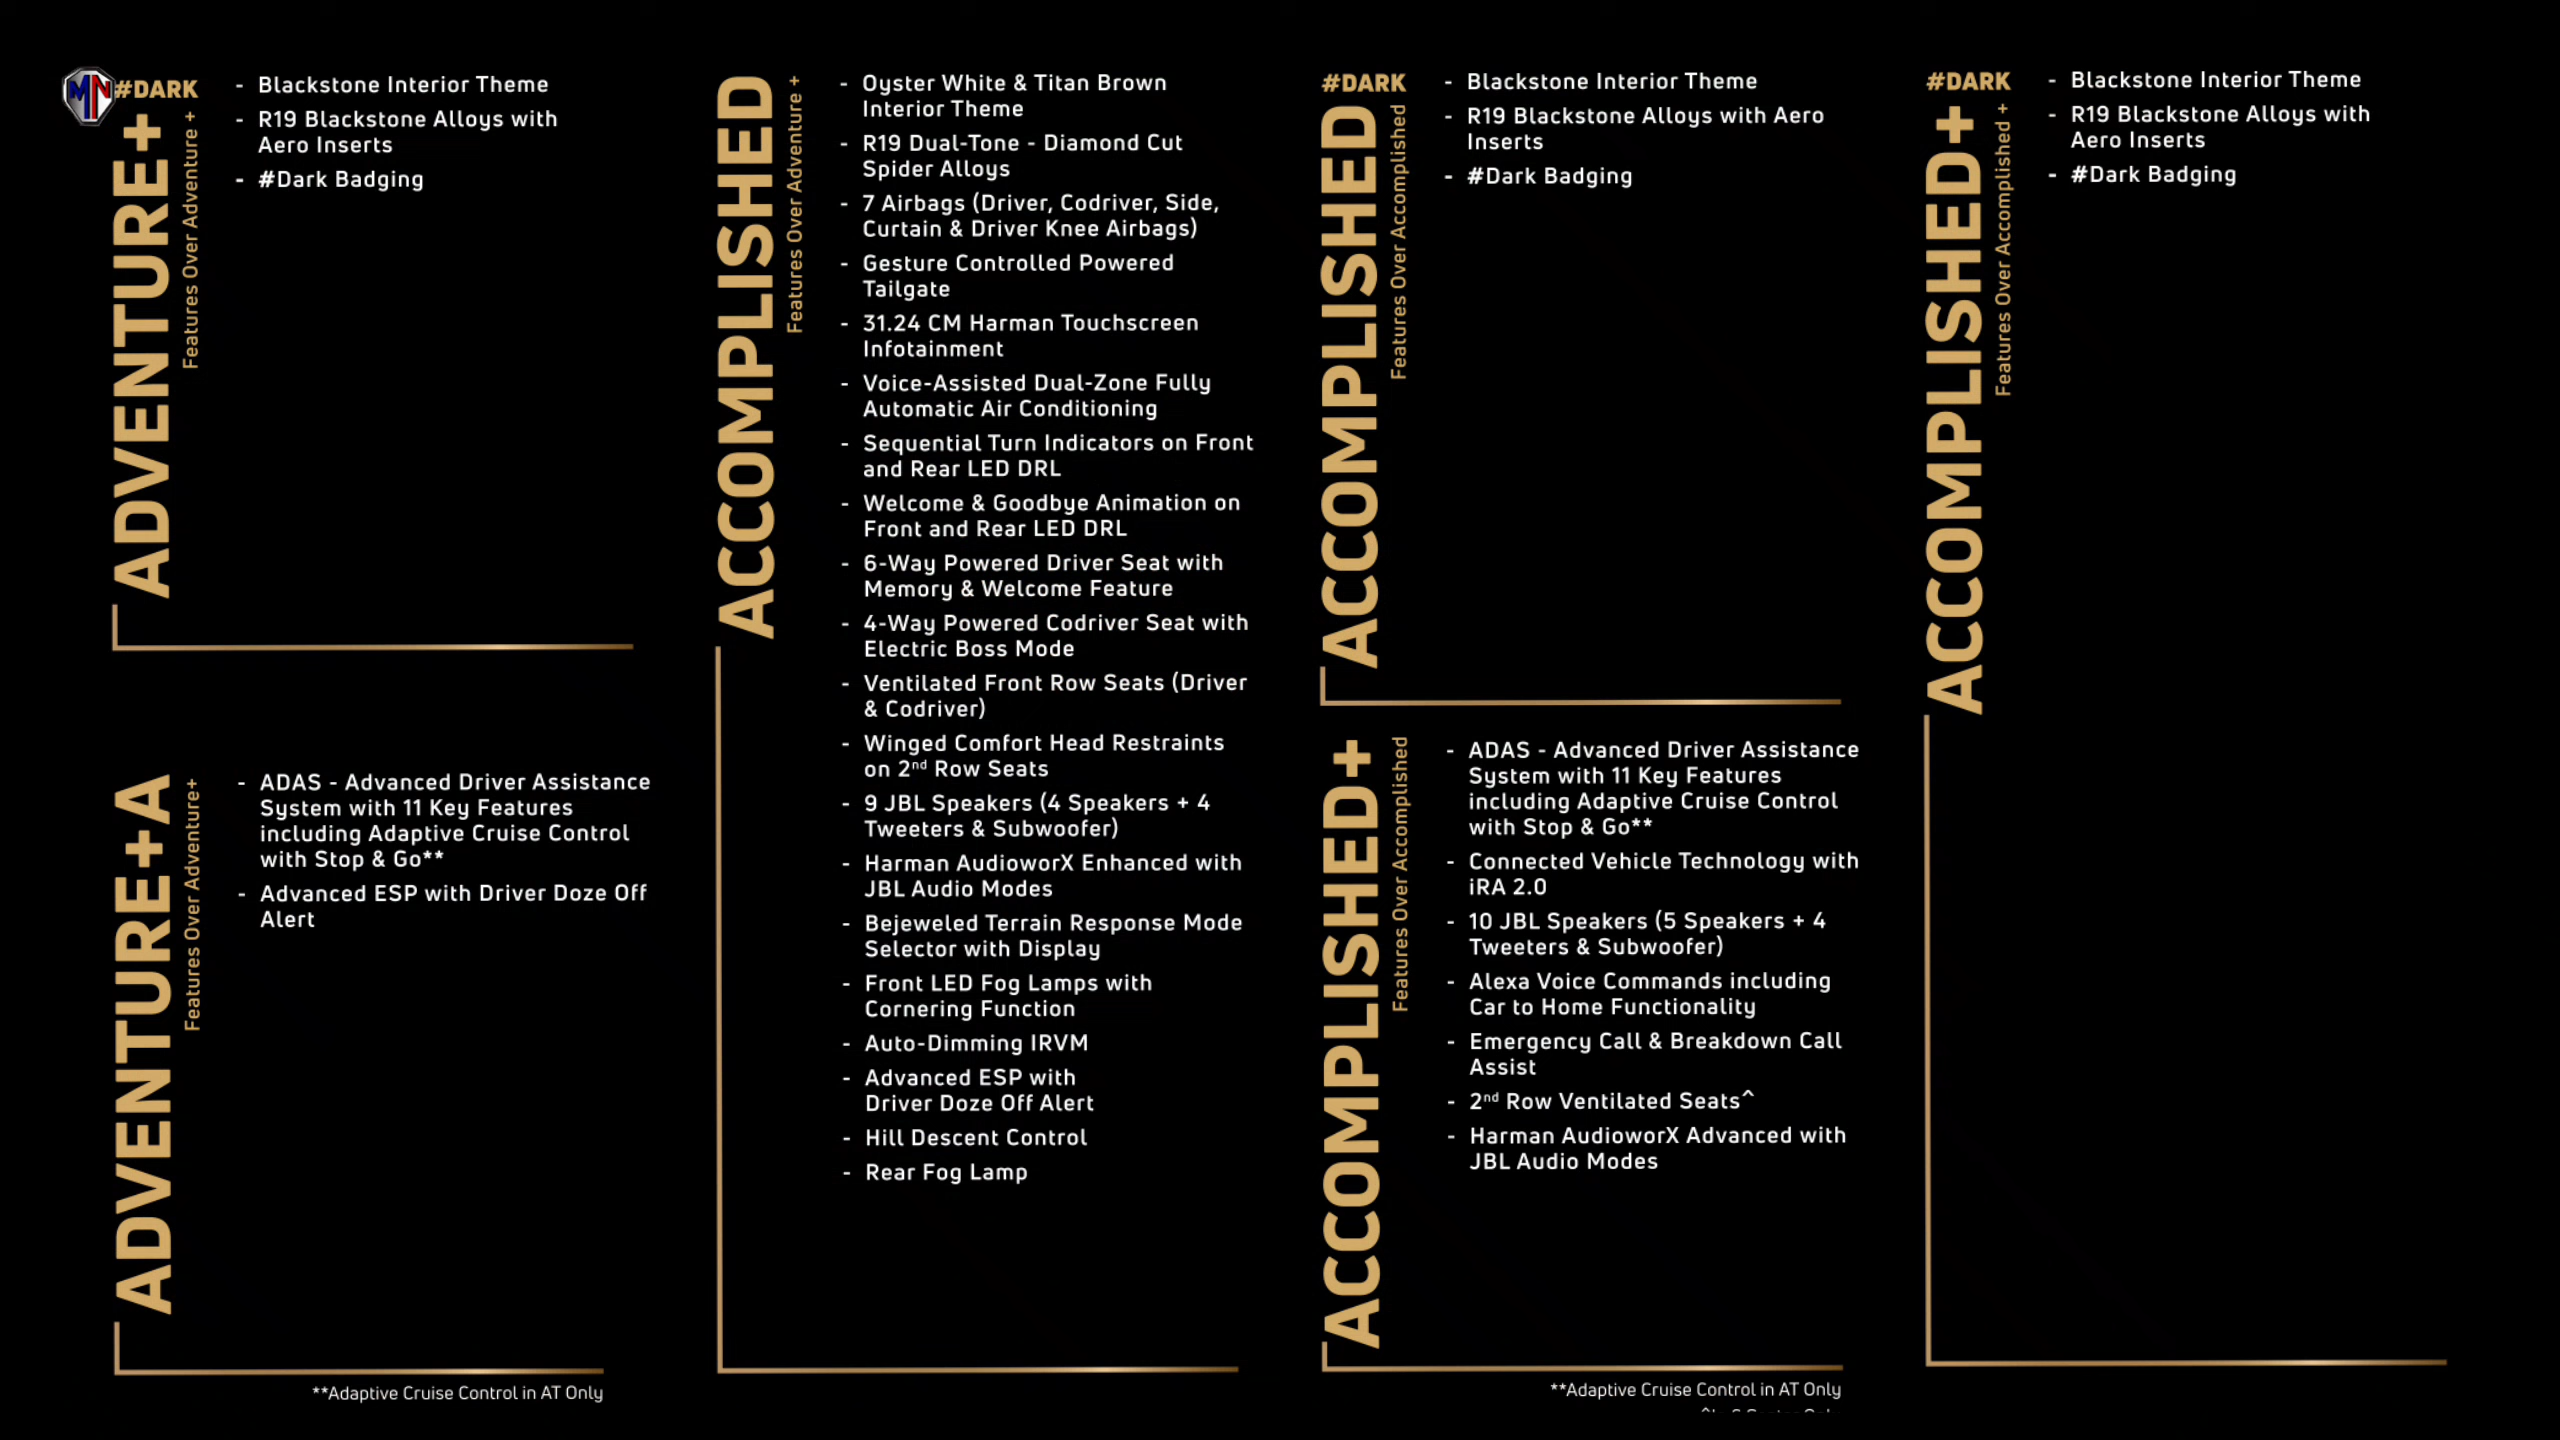 MN
#DARK
ADVENTURE+
Features Over Adventure +
- Blackstone Interior Theme
- R19 Blackstone Alloys with
Aero Inserts
- #Dark Badging
ADVENTURE+A
Features Over Adventure+
- ADAS - Advanced Driver Assistance
System with 11 Key Features
including Adaptive Cruise Control
with Stop & Go**
- Advanced ESP with Driver Doze Off
Alert
**Adaptive Cruise Control in AT Only
ACCOMPLISHED
Features Over Adventure +
- Oyster White & Titan Brown
Interior Theme
- R19 Dual-Tone - Diamond Cut
Spider Alloys
- 7 Airbags (Driver, Codriver, Side,
Curtain & Driver Knee Airbags)
- Gesture Controlled Powered
Tailgate
- 31.24 CM Harman Touchscreen
Infotainment
- Voice-Assisted Dual-Zone Fully
Automatic Air Conditioning
- Sequential Turn Indicators on Front
and Rear LED DRL
- Welcome & Goodbye Animation on
Front and Rear LED DRL
- 6-Way Powered Driver Seat with
Memory & Welcome Feature
- 4-Way Powered Codriver Seat with
Electric Boss Mode
- Ventilated Front Row Seats (Driver
& Codriver)
- Winged Comfort Head Restraints
on 2nd Row Seats
- 9 JBL Speakers (4 Speakers + 4
Tweeters & Subwoofer)
- Harman AudioworX Enhanced with
JBL Audio Modes
- Bejeweled Terrain Response Mode
Selector with Display
- Front LED Fog Lamps with
Cornering Function
- Auto-Dimming IRVM
- Advanced ESP with
Driver Doze Off Alert
- Hill Descent Control
- Rear Fog Lamp
#DARK
ACCOMPLISHED
Features Over Accomplished
- Blackstone Interior Theme
- R19 Blackstone Alloys with Aero
Inserts
- #Dark Badging
ACCOMPLISHED+
Features Over Accomplished
- ADAS - Advanced Driver Assistance
System with 11 Key Features
including Adaptive Cruise Control
with Stop & Go**
- Connected Vehicle Technology with
iRA 2.0
- 10 JBL Speakers (5 Speakers + 4
Tweeters & Subwoofer)
- Alexa Voice Commands including
Car to Home Functionality
- Emergency Call & Breakdown Call
Assist
- 2nd Row Ventilated Seats^
- Harman AudioworX Advanced with
JBL Audio Modes
**Adaptive Cruise Control in AT Only
#DARK
ACCOMPLISHED+
Features Over Accomplished +
- Blackstone Interior Theme
- R19 Blackstone Alloys with
Aero Inserts
- #Dark Badging